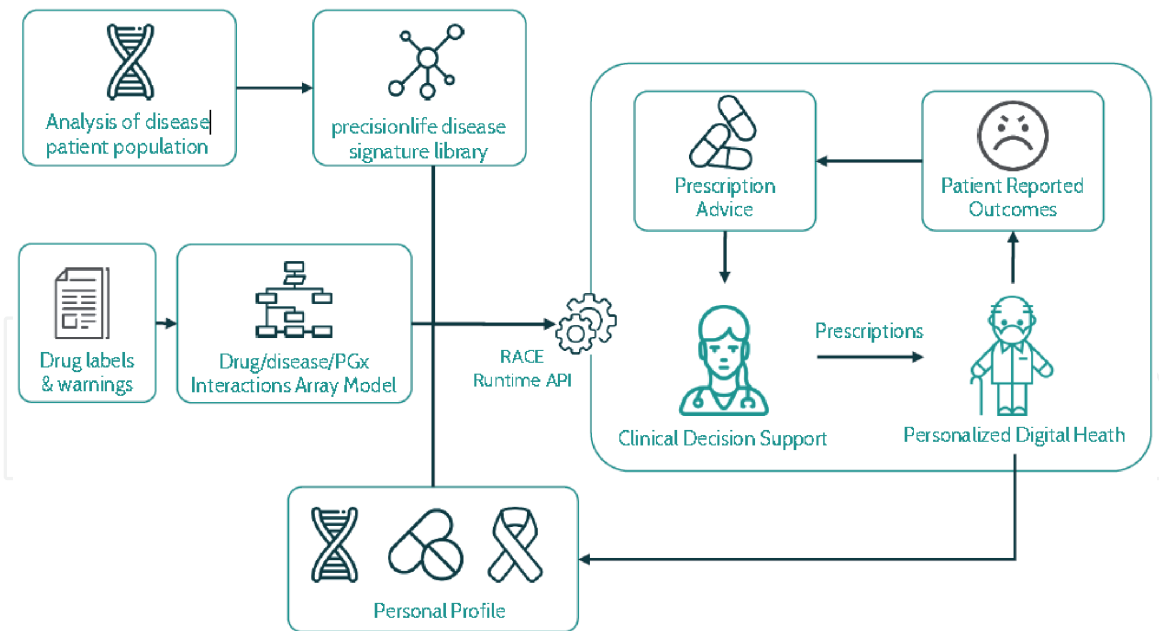 Analysis of disease
patient population
precisionlife disease
signature library
Prescription
Advice
Patient Reported
Outcomes
Drug labels
& warnings
Drug/disease/PGx
Interactions Array Model
RACE
Runtime API
Prescriptions
Clinical Decision Support
Personalized Digital Heath
Personal Profile